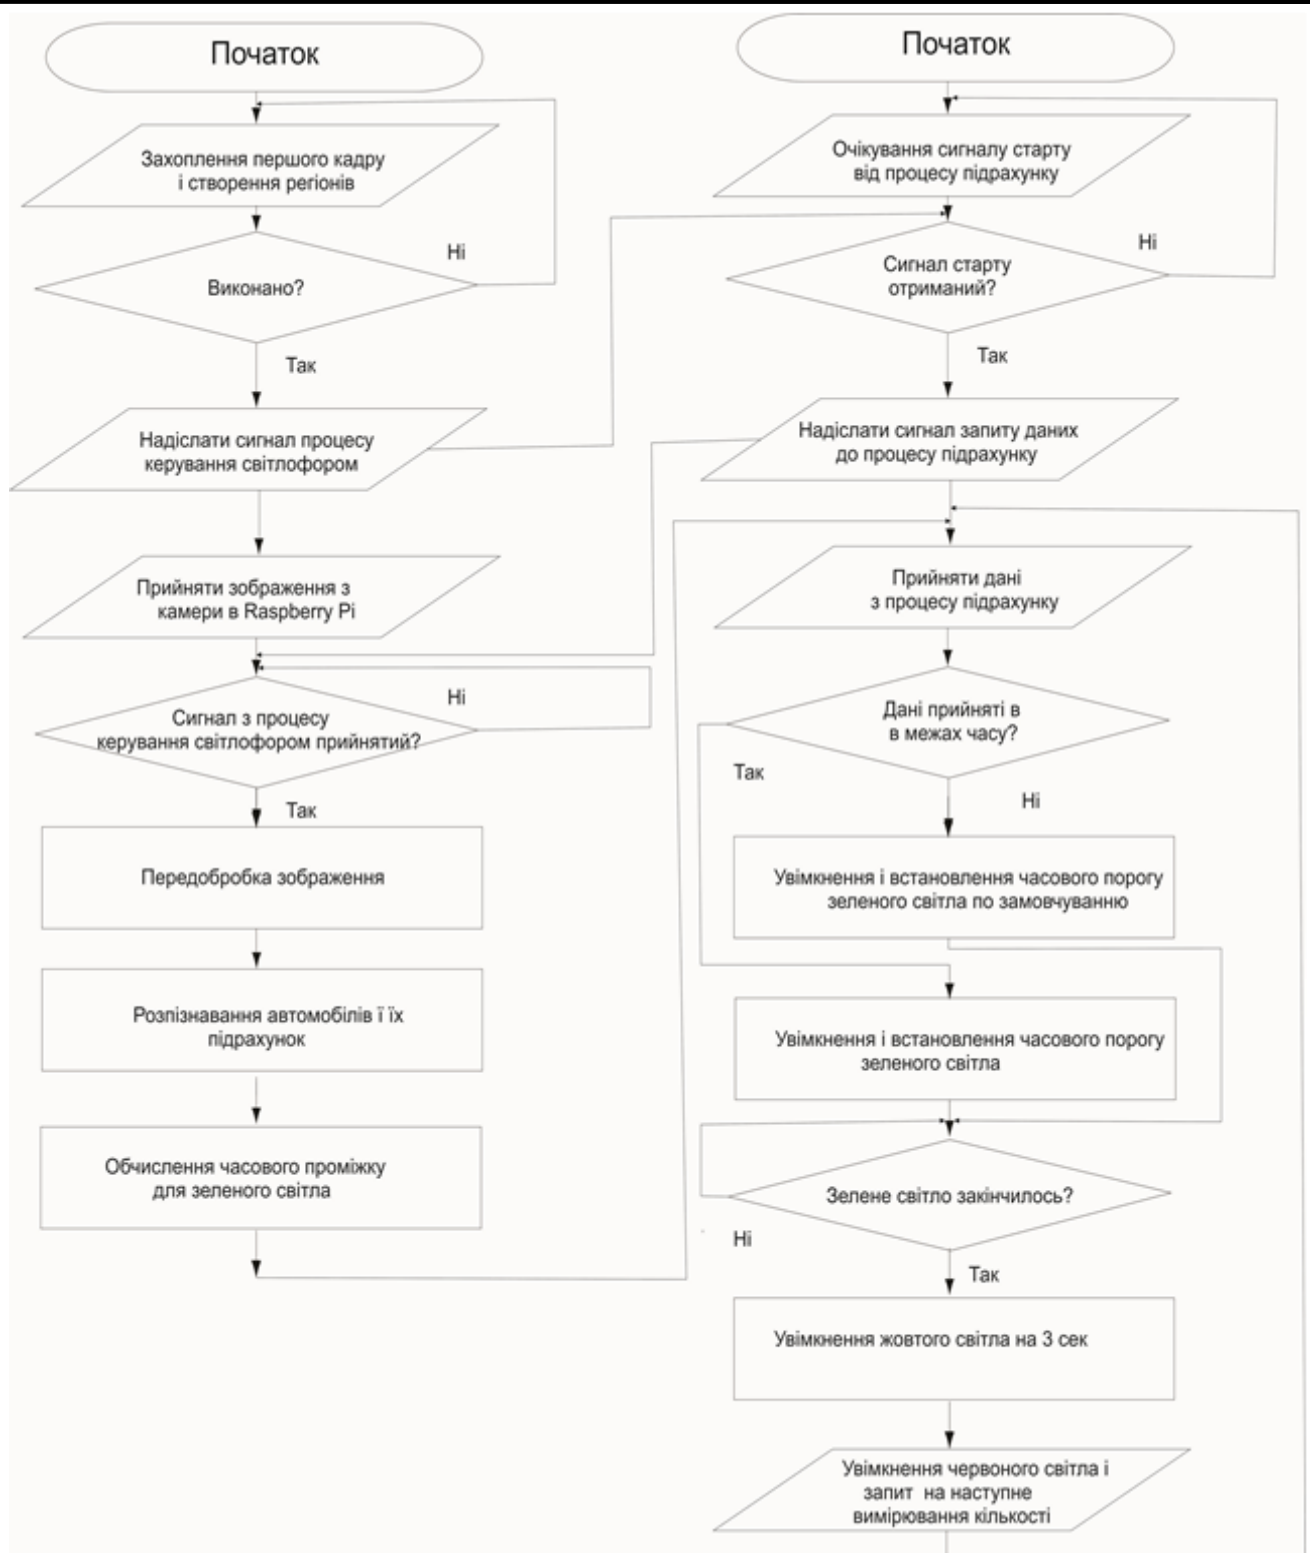 Початок
Захоплення першого кадру
і створення регіонів
Ні
Виконано?
Так
Надіслати сигнал процесу
керування світлофором
Прийняти зображення з
камери в Raspberry Pi
Ні
Сигнал з процесу
керування світлофором прийнятий?
Так
Передобробка зображення
Розпізнавання автомобілів ї їх
підрахунок
Обчислення часового проміжку
для зеленого світла
Початок
Очікування сигналу старту
від процесу підрахунку
Ні
Сигнал старту
отриманий?
Так
Надіслати сигнал запиту даних
до процесу підрахунку
Прийняти дані
з процесу підрахунку
Дані прийняті в
в межах часу?
Так
Ні
Увімкнення і встановлення часового порогу
зеленого світла по замовчуванню
Увімкнення і встановлення часового порогу
зеленого світла
Зелене світло закінчилось?
Ні
Так
Увімкнення жовтого світла на 3 сек
Увімкнення червоного світла і
запит на наступне
вимірювання кількості